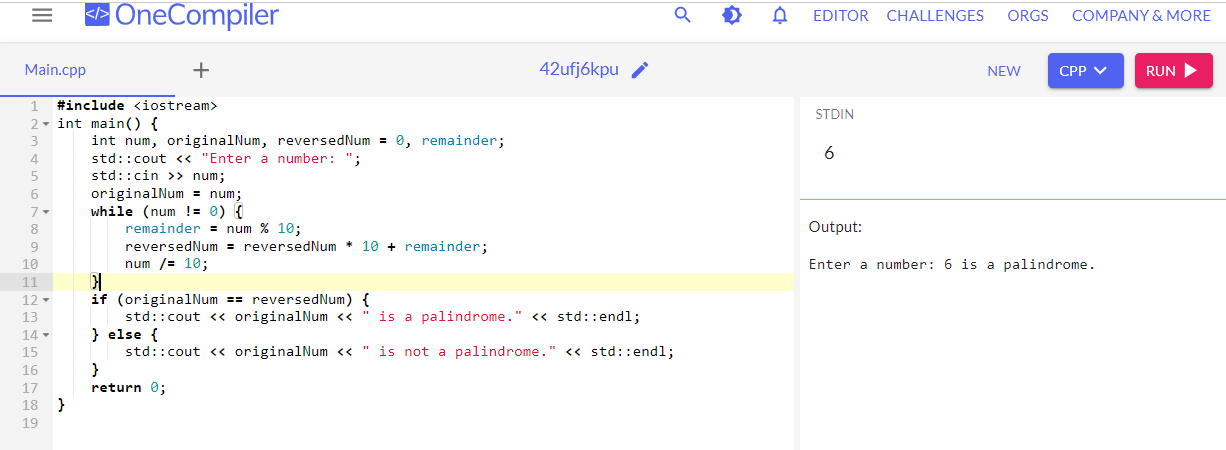 </> OneCompiler EDITOR CHALLENGES ORGS COMPANY & MORE
Main.cpp + 42ufj6kpu NEW CPP RUN
1 #include <iostream>
2 int main() {
3     int num, originalNum, reversedNum = 0, remainder;
4     std::cout << "Enter a number: ";
5     std::cin >> num;
6     originalNum = num;
7     while (num != 0) {
8         remainder = num % 10;
9         reversedNum = reversedNum * 10 + remainder;
10         num /= 10;
11     }
12     if (originalNum == reversedNum) {
13         std::cout << originalNum << " is a palindrome." << std::endl;
14     } else {
15         std::cout << originalNum << " is not a palindrome." << std::endl;
16     }
17     return 0;
18 }
19
STDIN
6
Output:
Enter a number: 6 is a palindrome.